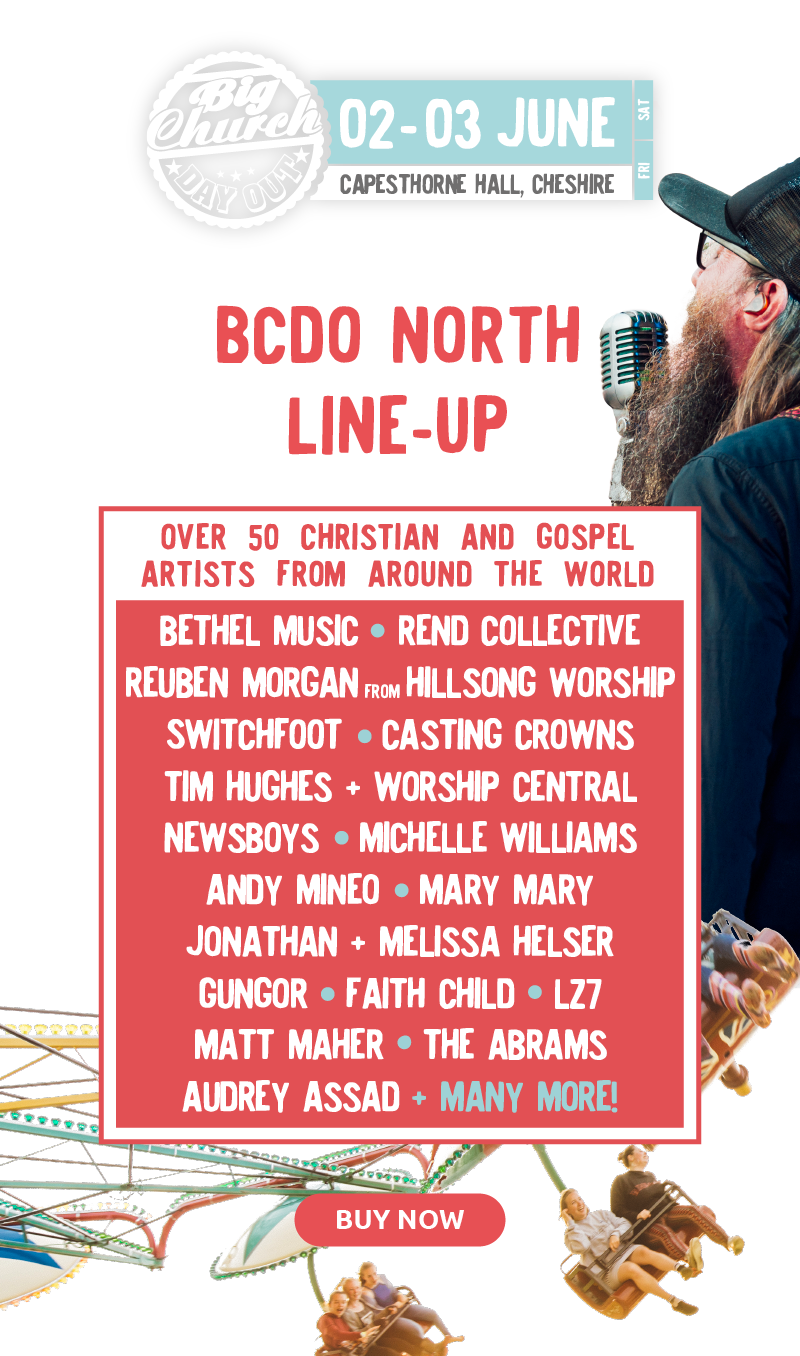 Big
Church
DAY OUT
02-03 JUNE
FRI SAT
CAPESTHORNE HALL, CHESHIRE
BCDO NORTH
LINE-UP
OVER 50 CHRISTIAN AND GOSPEL
ARTISTS FROM AROUND THE WORLD
BETHEL MUSIC • REND COLLECTIVE
REUBEN MORGAN FROM HILLSONG WORSHIP
SWITCHFOOT • CASTING CROWNS
TIM HUGHES + WORSHIP CENTRAL
NEWSBOYS • MICHELLE WILLIAMS
ANDY MINEO • MARY MARY
JONATHAN + MELISSA HELSER
GUNGOR • FAITH CHILD • LZ7
MATT MAHER • THE ABRAMS
AUDREY ASSAD + MANY MORE!
BUY NOW